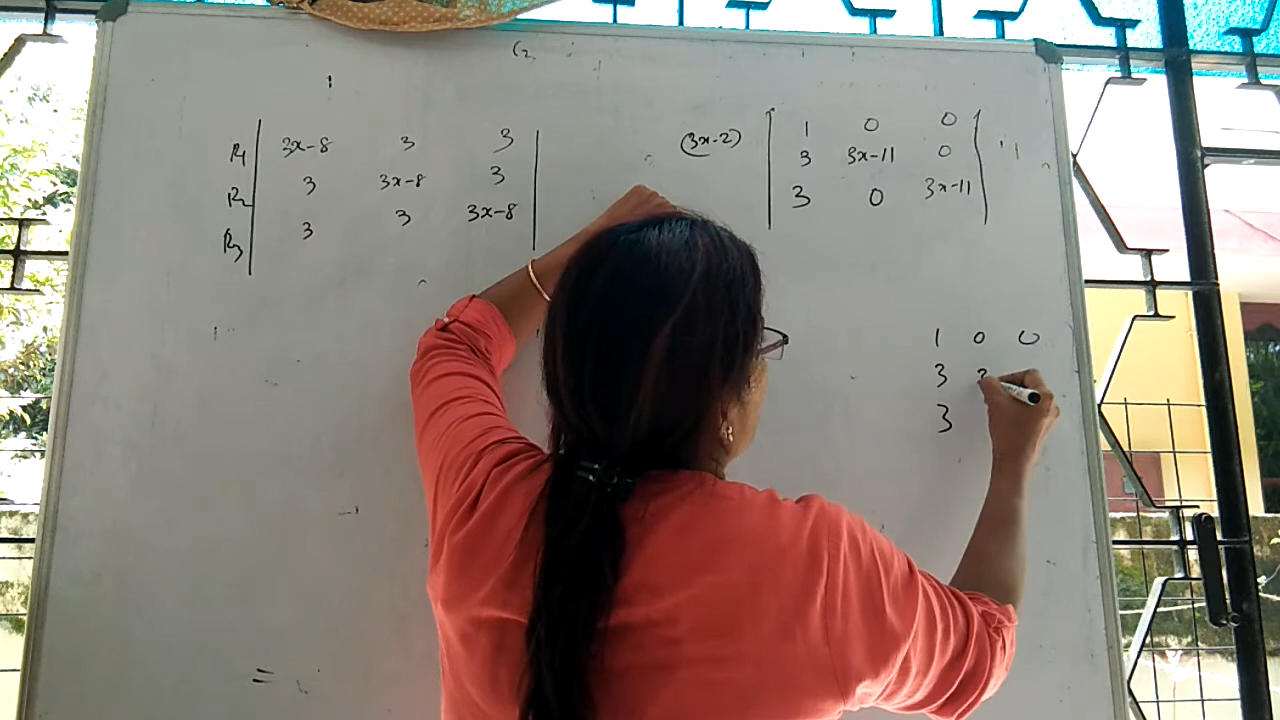 R1 3x-8 3 3
R2 3 3x-8 3
R3 3 3 3x-8
(3x-2) 1 0 0
3 3x-11 0
3 0 3x-11
1 0 0
3
3
=